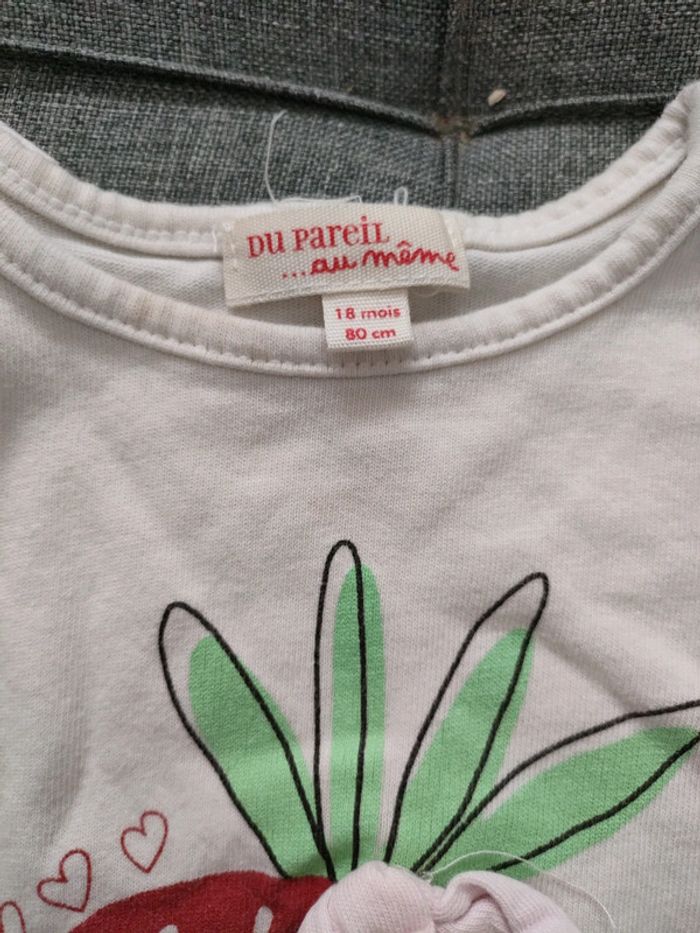 DU PAREIL
...au même
18 mois
80 cm